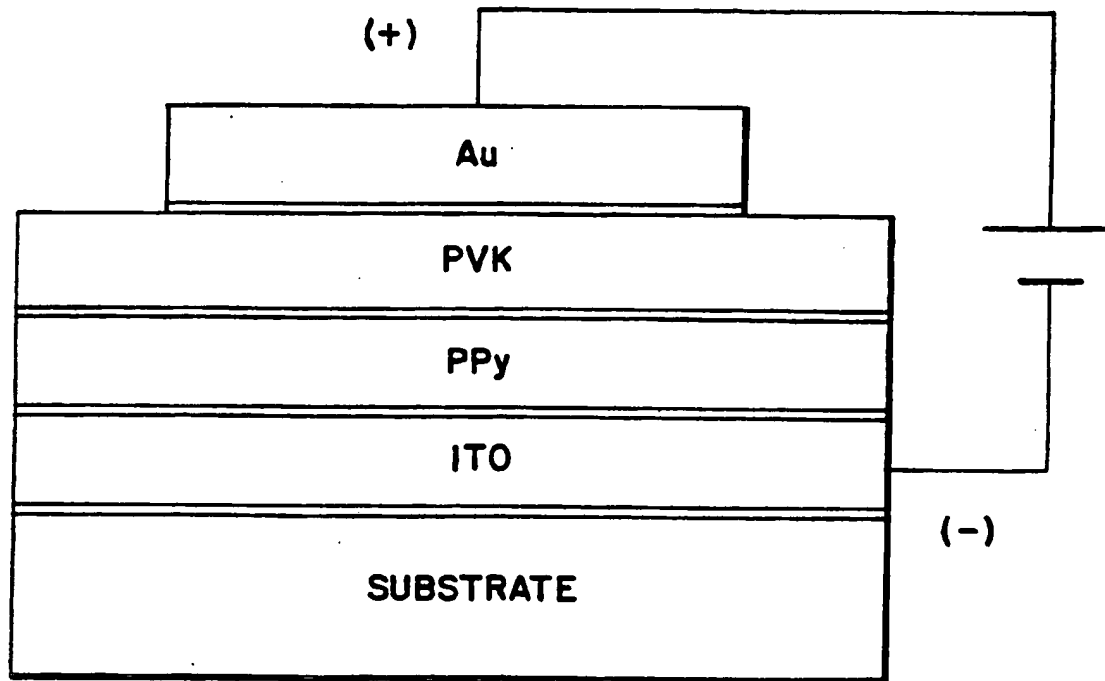 (+)
Au
PVK
PPy
ITO
(-)
SUBSTRATE